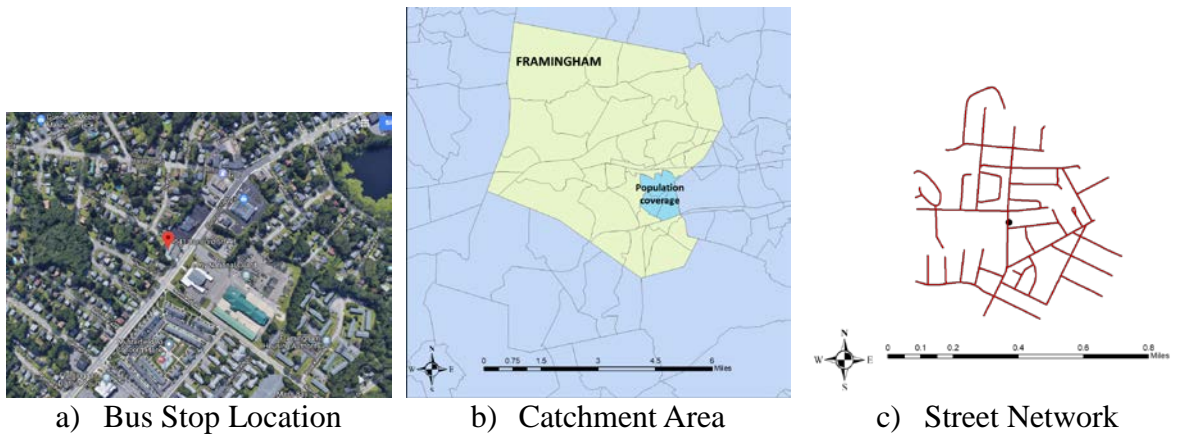 FRAMINGHAM
Population
coverage
N
W E
S
0 0.75 1.5 3 4.5 6
Miles
N
W E
S
0 0.1 0.2 0.4 0.6 0.8
Miles
a) Bus Stop Location
b) Catchment Area
c) Street Network